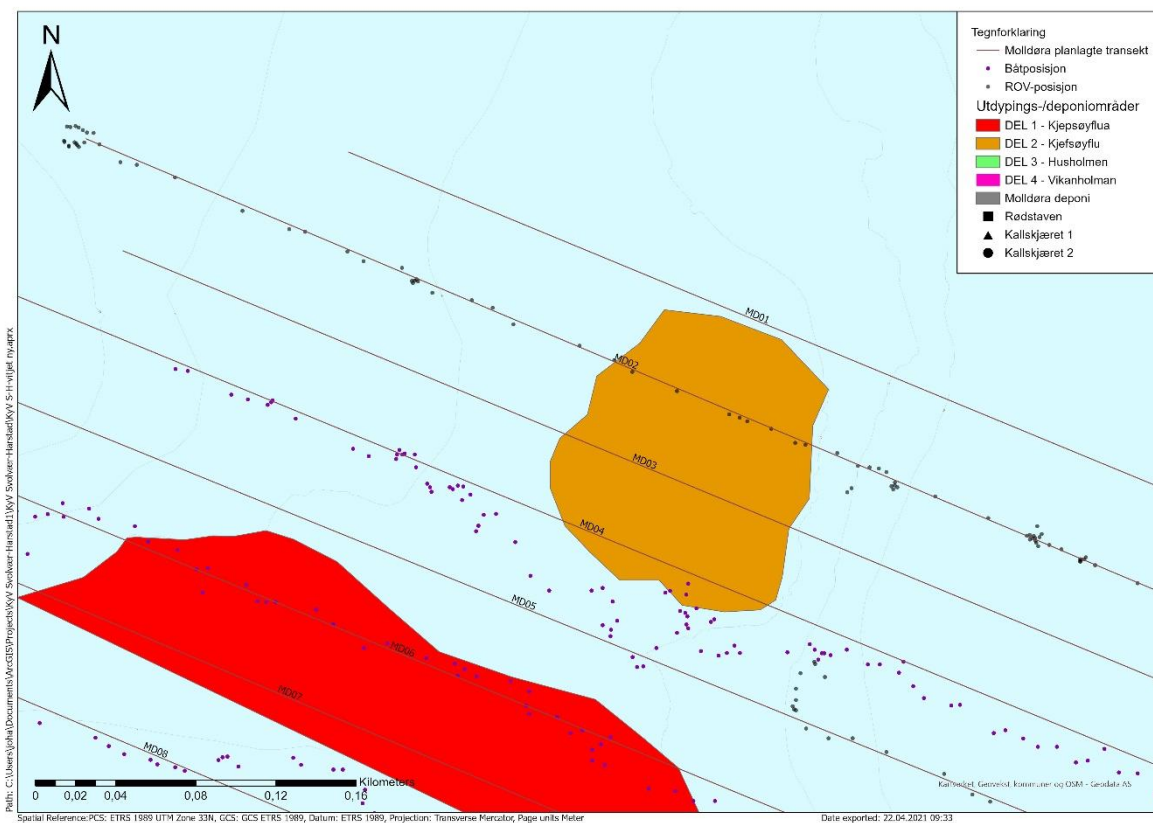 N
Tegnforklaring
Molldøra planlagte transekt
Båtposisjon
ROV-posisjon
Utdypings-/deponiområder
DEL 1 - Kjepsøyflua
DEL 2 - Kjefsøyflu
DEL 3 - Husholmen
DEL 4 - Vikanholman
Molldøra deponi
Rødstaven
Kallskjæret 1
Kallskjæret 2
MD01
MD02
MD03
MD04
MD05
MD06
MD07
MD08
Kilometers
0 0,02 0,04 0,08 0,12 0,16
Kartverket, Geovekst, kommuner og OSM - Geodata AS
Path: C:\Users\joha\Documents\ArcGIS\Projects\KyV Svolvær-Harstad1\KyV Svolvær-Harstad\KyV S-H-vitjet ny.aprx
Spatial Reference:PCS: ETRS 1989 UTM Zone 33N, GCS: GCS ETRS 1989, Datum: ETRS 1989, Projection: Transverse Mercator, Page units Meter
Date exported: 22.04.2021 09:33